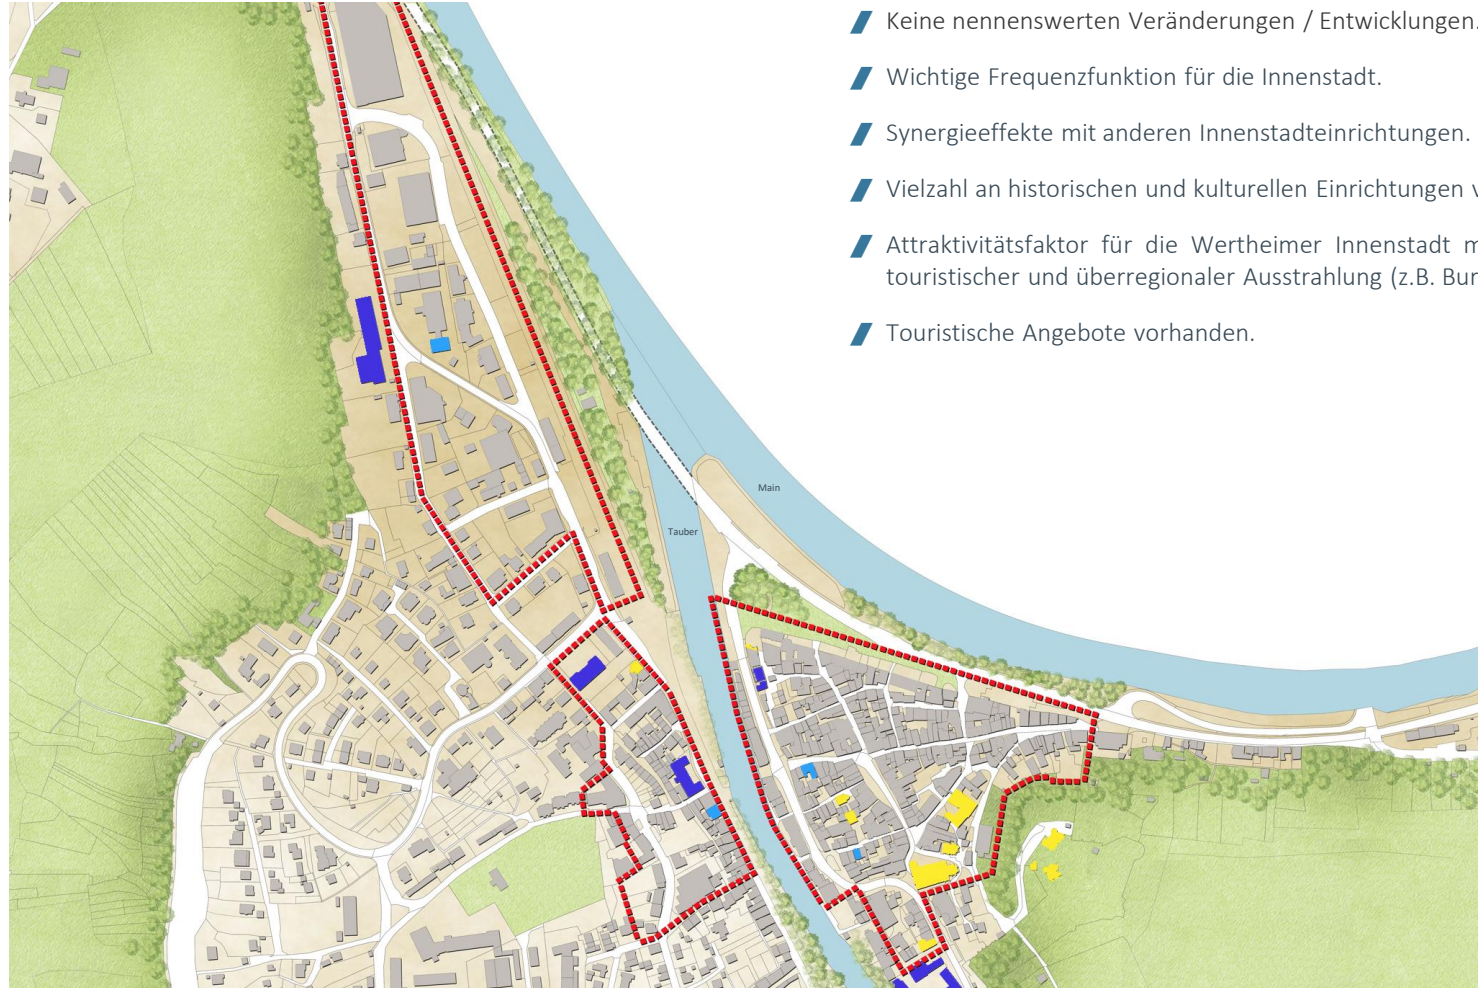 Keine nennenswerten Veränderungen / Entwicklungen.
Wichtige Frequenzfunktion für die Innenstadt.
Synergieeffekte mit anderen Innenstadteinrichtungen.
Vielzahl an historischen und kulturellen Einrichtungen
Attraktivitätsfaktor für die Wertheimer Innenstadt
touristischer und überregionaler Ausstrahlung (z.B.
Touristische Angebote vorhanden.
Main
Tauber